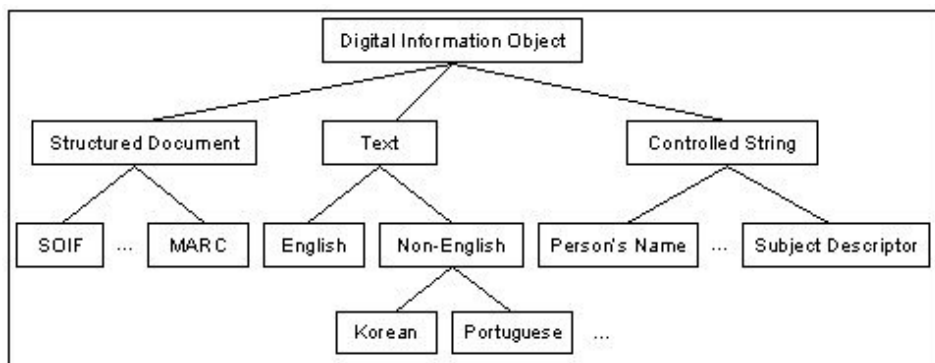 Digital Information Object
Structured Document
Text
Controlled String
SOIF
...
MARC
English
Non-English
Person's Name
...
Subject Descriptor
Korean
Portuguese
...